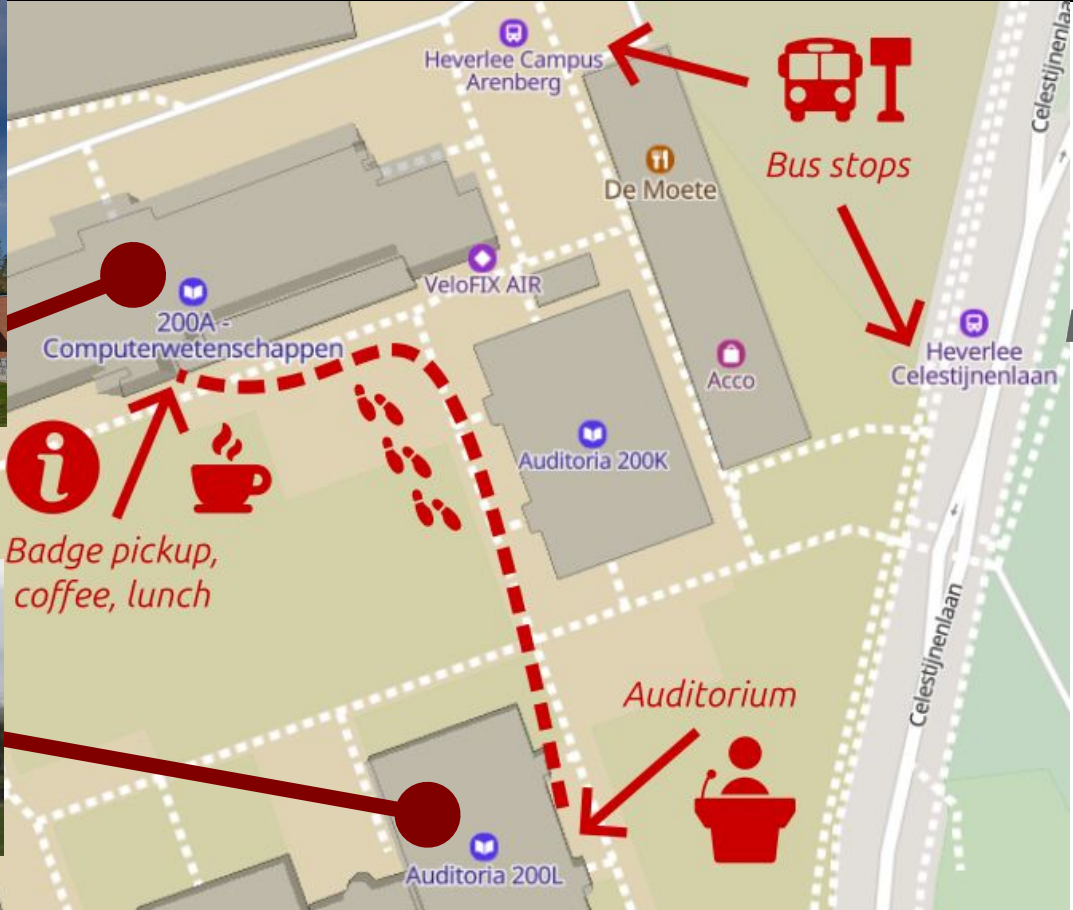 Heverlee Campus
Arenberg
Bus stops
De Moete
VeloFIX AIR
200A -
Computerwetenschappen
Acco
Heverlee
Celestijnenlaan
Auditoria 200K
i
Badge pickup,
coffee, lunch
Auditorium
Auditoria 200L
Celestijnenlaa
Celestijnenlaan